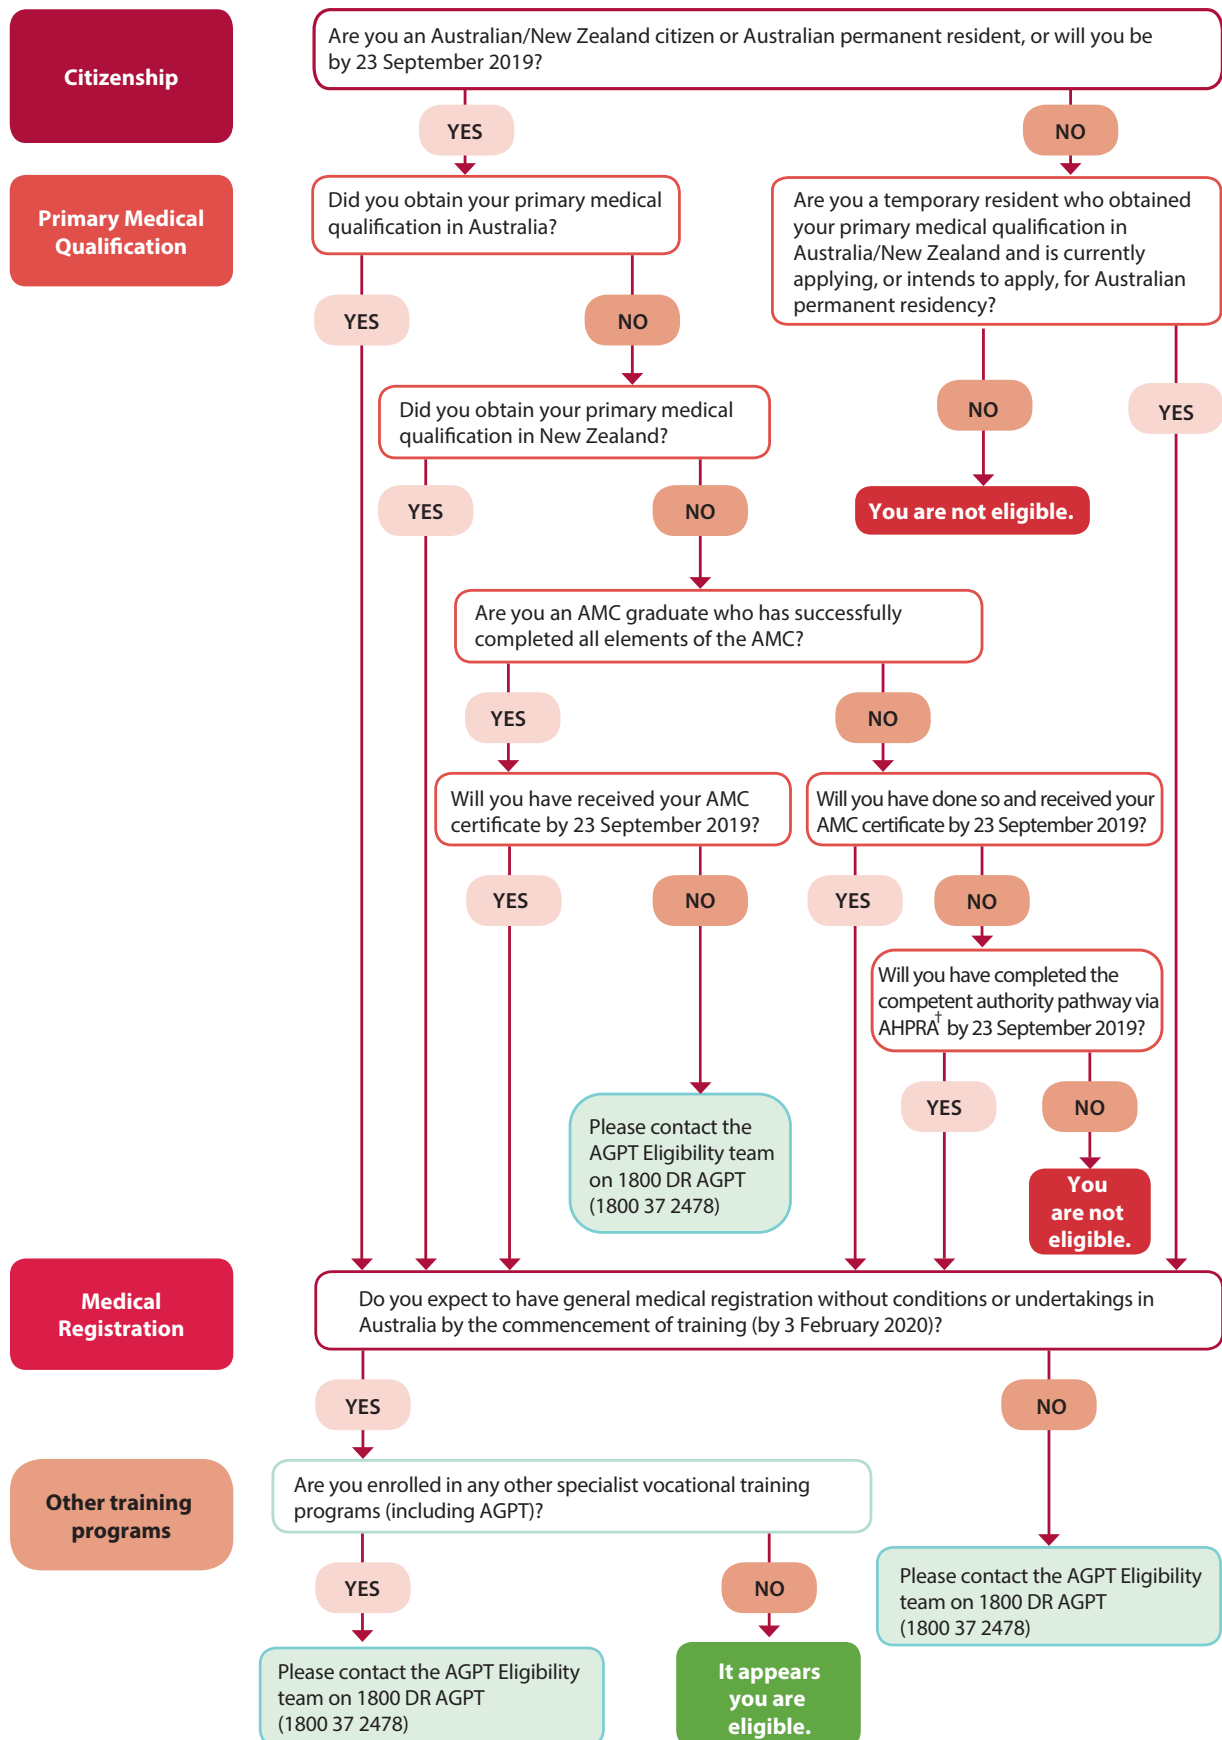 Citizenship
Are you an Australian/New Zealand citizen or Australian permanent resident, or will you be
by 23 September 2019?
YES
NO
Primary Medical
Qualification
Did you obtain your primary medical
qualification in Australia?
Are you a temporary resident who obtained
your primary medical qualification in
Australia/New Zealand and is currently
applying, or intends to apply, for Australian
permanent residency?
YES
NO
NO
YES
Did you obtain your primary medical
qualification in New Zealand?
You are not eligible.
YES
NO
Are you an AMC graduate who has successfully
completed all elements of the AMC?
YES
NO
Will you have received your AMC
certificate by 23 September 2019?
Will you have done so and received your
AMC certificate by 23 September 2019?
YES
NO
YES
NO
Will you have completed the
competent authority pathway via
AHPRA† by 23 September 2019?
YES
NO
Please contact the
AGPT Eligibility team
on 1800 DR AGPT
(1800 37 2478)
You
are not
eligible.
Medical
Registration
Do you expect to have general medical registration without conditions or undertakings in
Australia by the commencement of training (by 3 February 2020)?
YES
NO
Other training
programs
Are you enrolled in any other specialist vocational training
programs (including AGPT)?
YES
NO
Please contact the AGPT Eligibility
team on 1800 DR AGPT
(1800 37 2478)
Please contact the AGPT Eligibility
team on 1800 DR AGPT
(1800 37 2478)
It appears
you are
eligible.